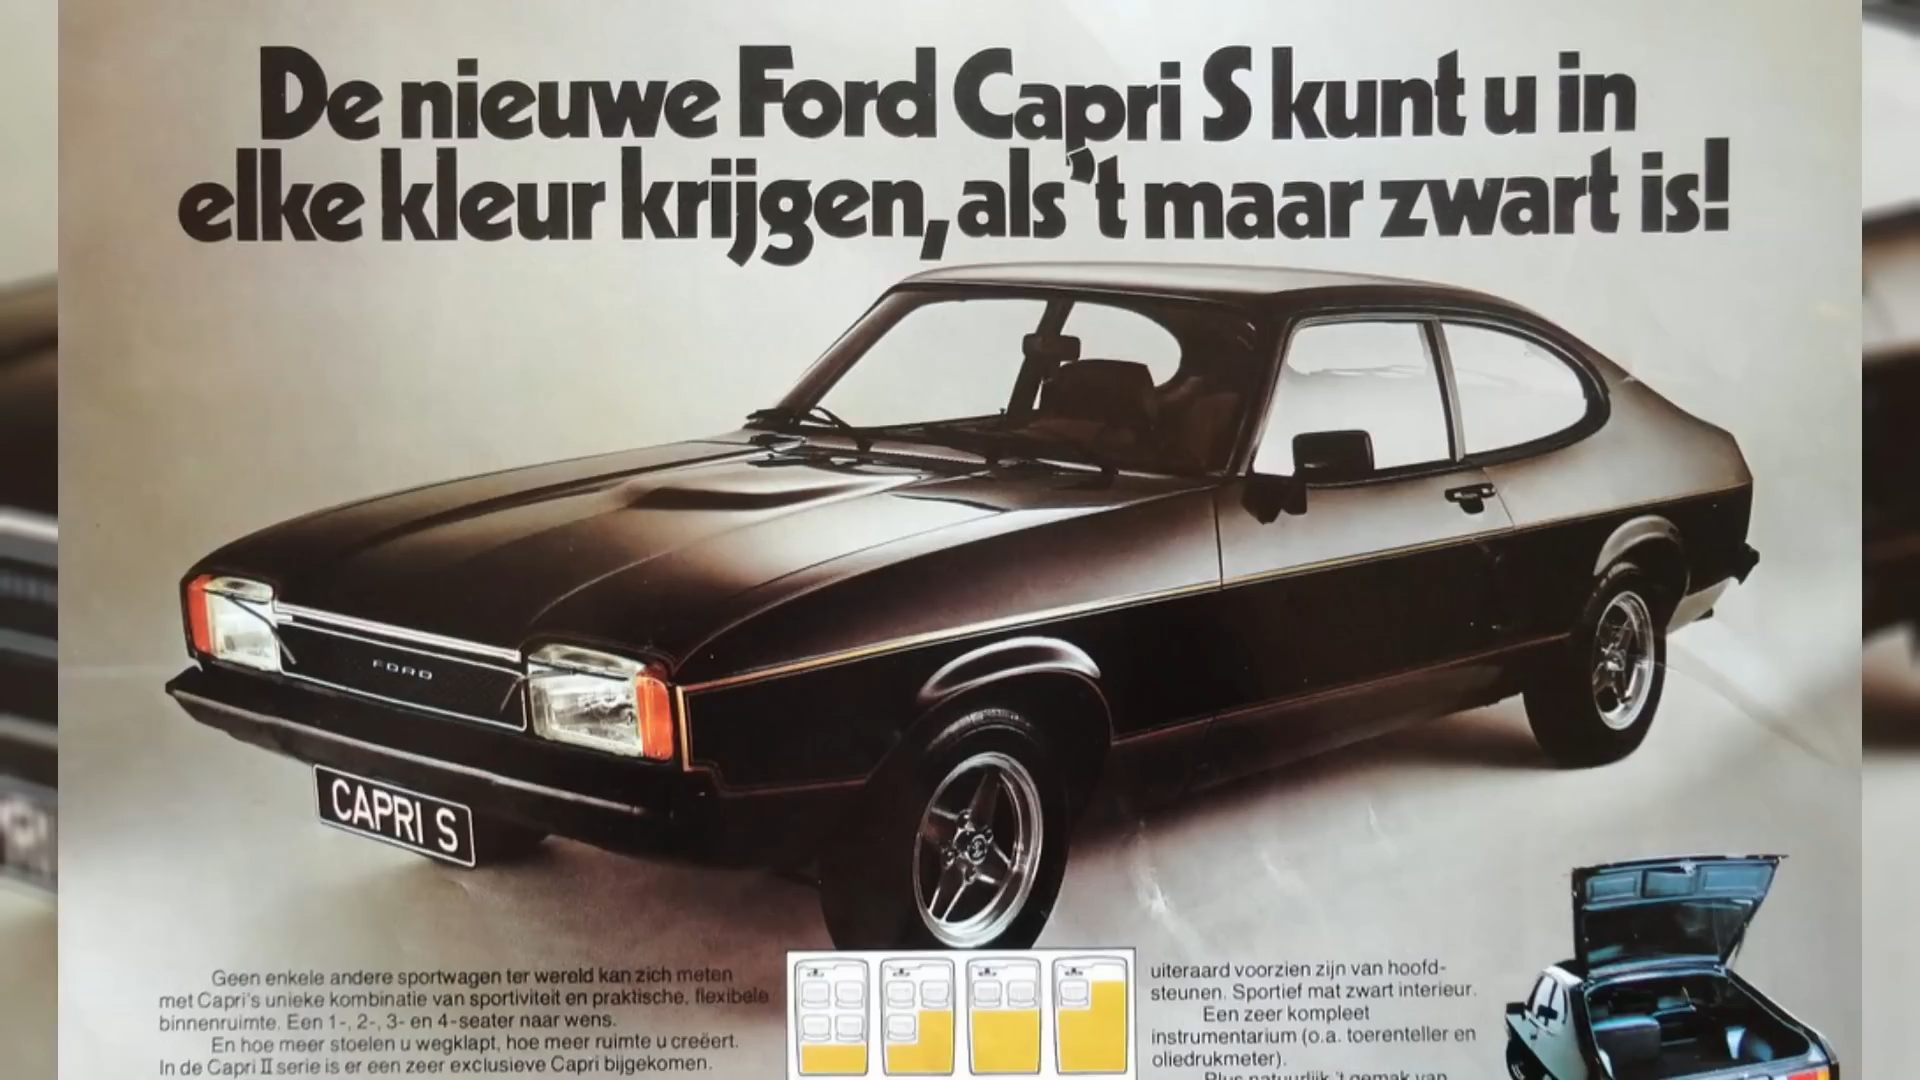 De nieuwe Ford Capri S kunt u in
elke kleur krijgen, als 't maar zwart is!
FORD
CAPRI S
Geen enkele andere sportwagen ter wereld kan zich meten
met Capri's unieke kombinatie van sportiviteit en praktische, flexibele
binnenruimte. Een 1-, 2-, 3- en 4-seater naar wens.
En hoe meer stoelen u wegklapt, hoe meer ruimte u creëert.
In de Capri II serie is er een zeer exclusieve Capri bijgekomen.
uiteraard voorzien zijn van hoofd-
steunen. Sportief mat zwart interieur.
Een zeer kompleet
instrumentarium (o.a. toerenteller en
oliedrukmeter).
Plus natuurlijk 't gemak van